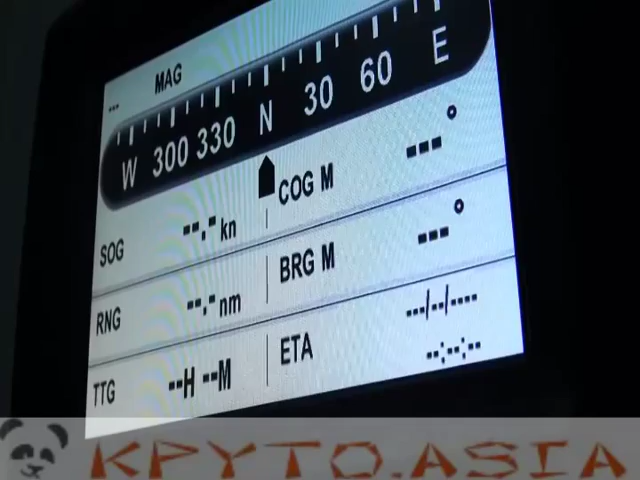 --- MAG
W 300 330 N 30 60 E
SOG --.- kn COG M ---°
RNG --.- nm BRG M ---°
TTG --H --M ETA --/--/----
--:--:--
KPYTO.ASIA